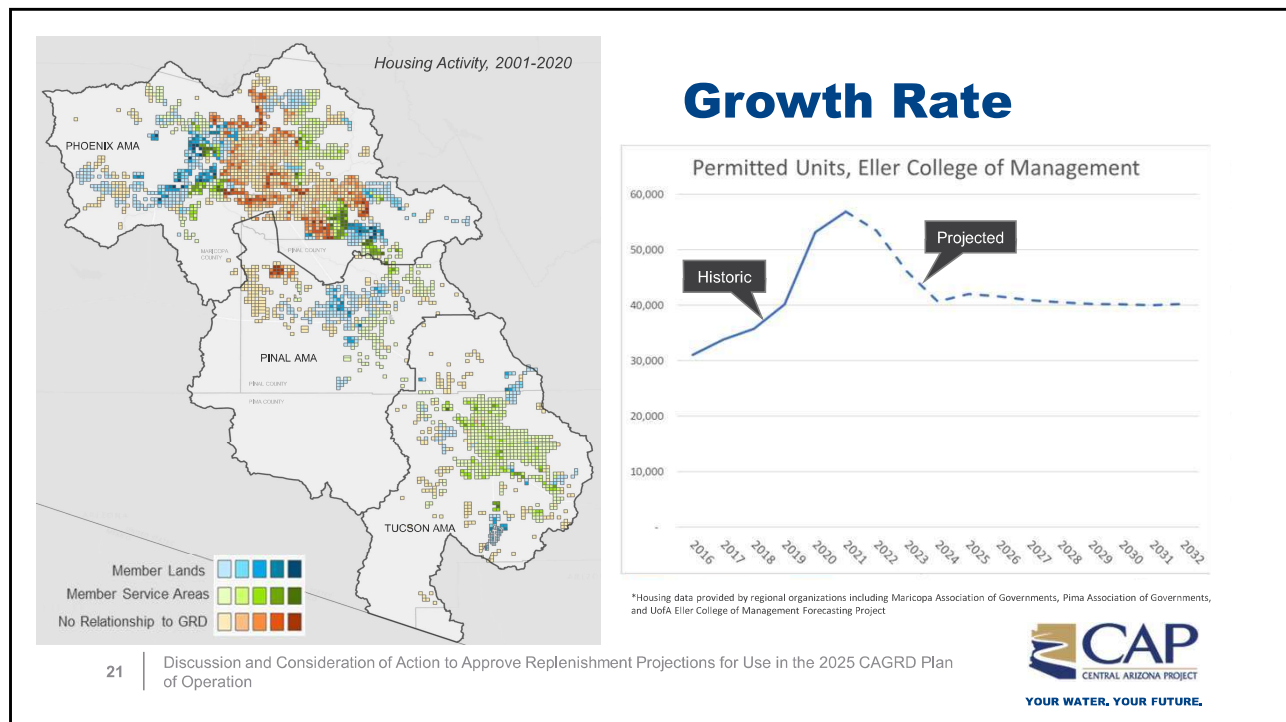 Housing Activity, 2001-2020
PHOENIX AMA
MARICOPA
COUNTY
PINAL COUNTY
PINAL AMA
PINAL COUNTY
PIMA COUNTY
TUCSON AMA
Member Lands
Member Service Areas
No Relationship to GRD
Growth Rate
Permitted Units, Eller College of Management
60,000
50,000
40,000
30,000
20,000
10,000
-
Historic
Projected
2016
2017
2018
2019
2020
2021
2022
2023
2024
2025
2026
2027
2028
2029
2030
2031
2032
*Housing data provided by regional organizations including Maricopa Association of Governments, Pima Association of Governments,
and UofA Eller College of Management Forecasting Project
21
Discussion and Consideration of Action to Approve Replenishment Projections for Use in the 2025 CAGRD Plan
of Operation
CAP
CENTRAL ARIZONA PROJECT
YOUR WATER. YOUR FUTURE.